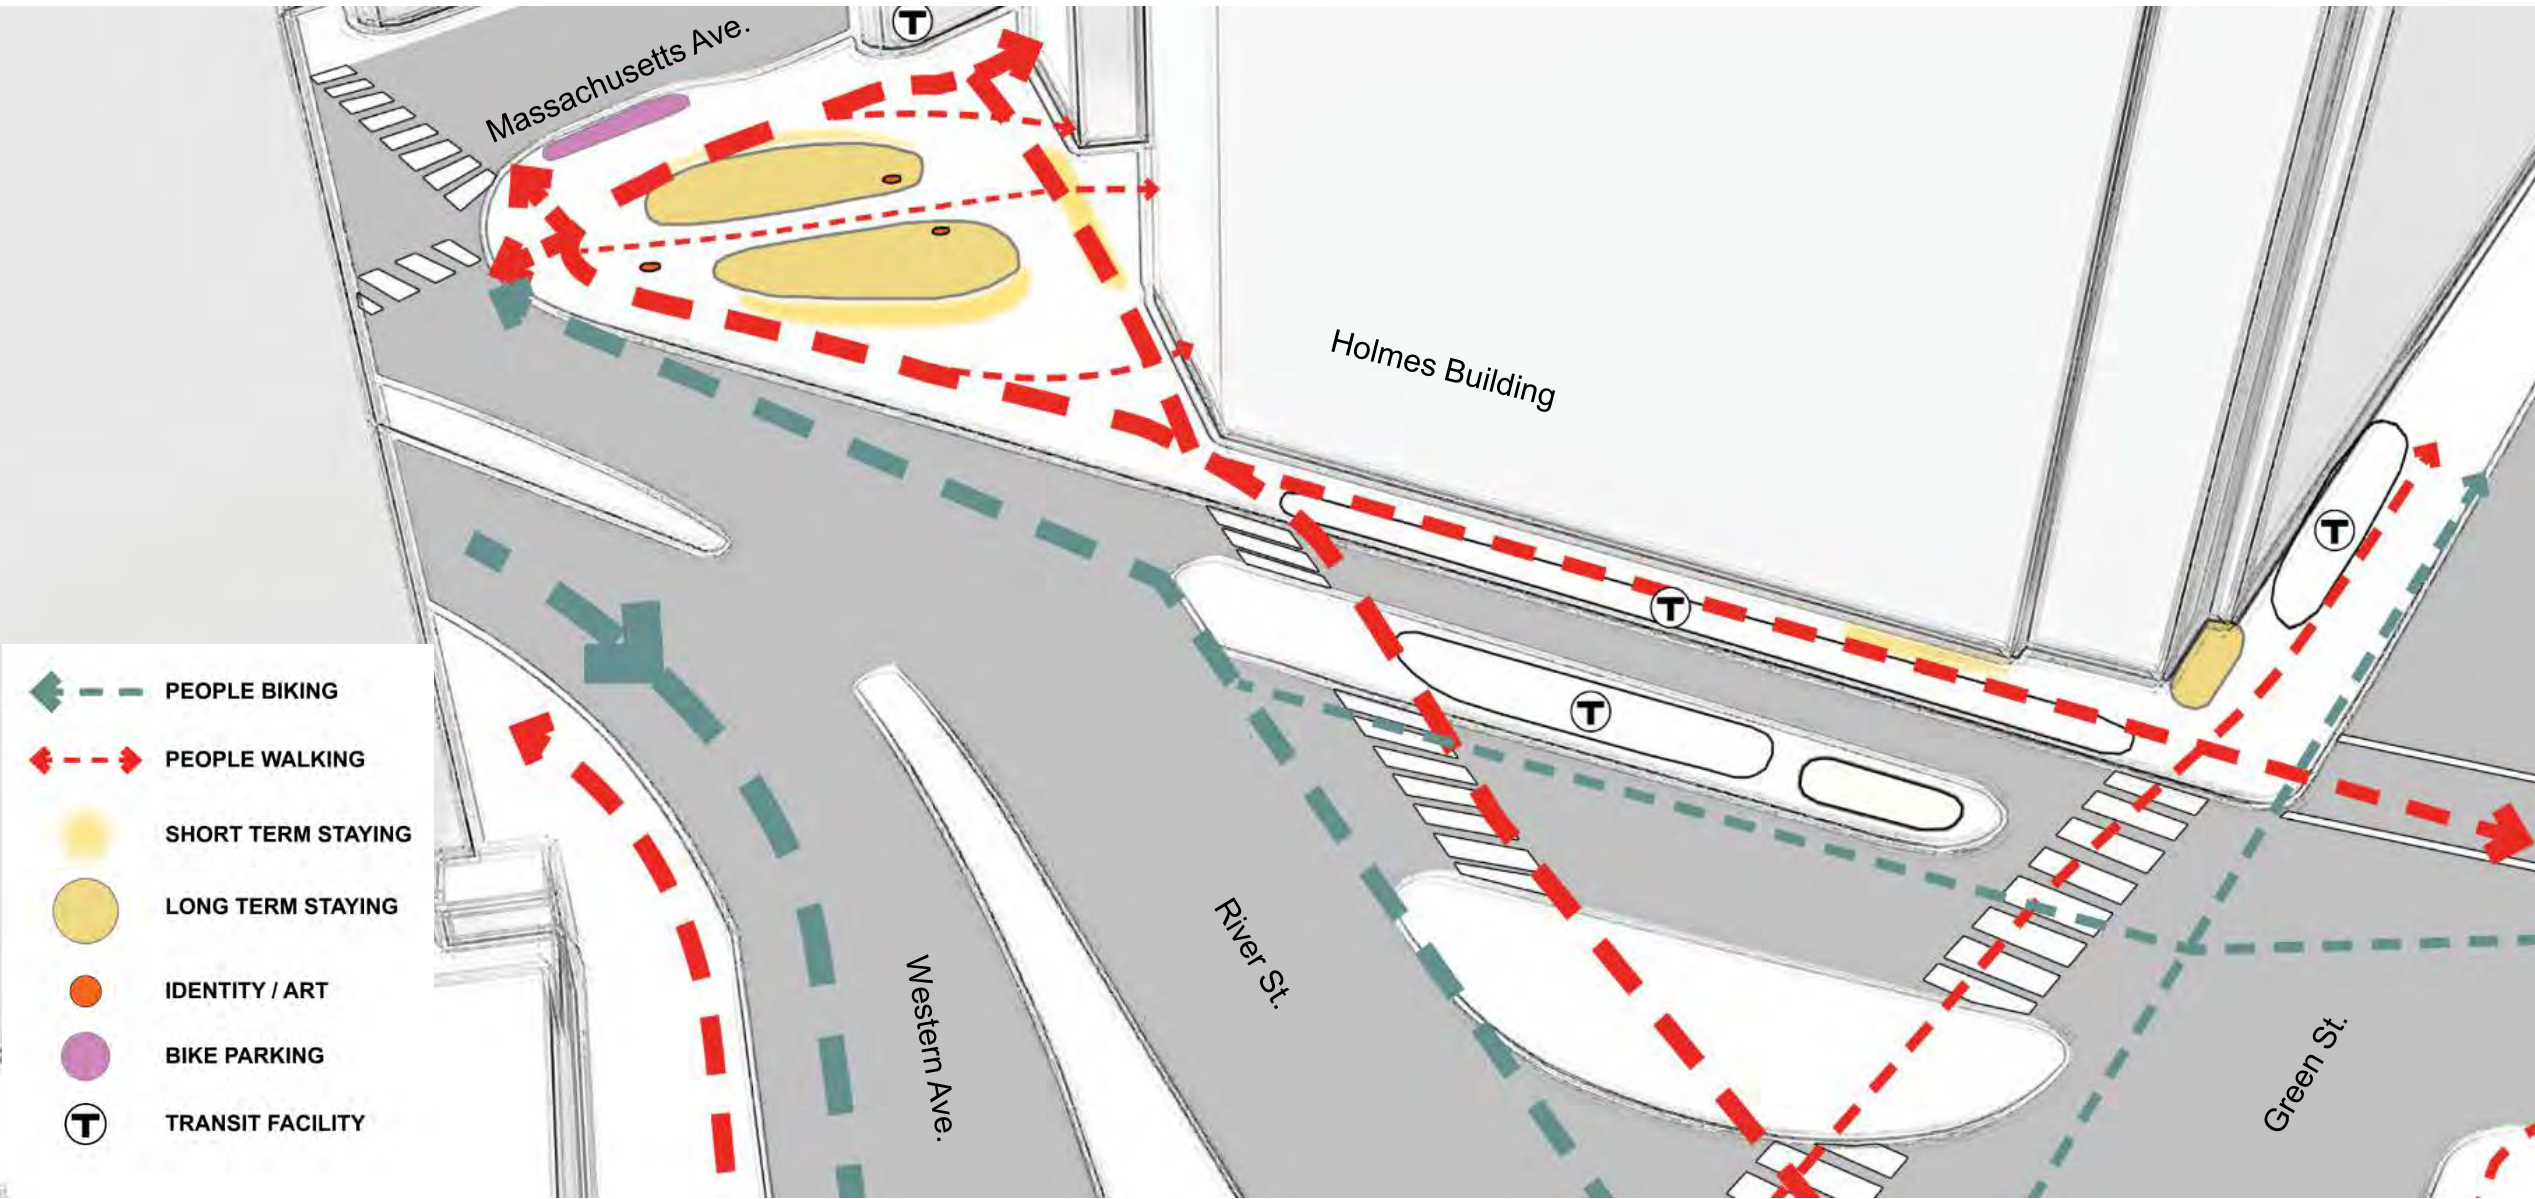 T
Massachusetts Ave.
Holmes Building
T
T
T
PEOPLE BIKING
PEOPLE WALKING
SHORT TERM STAYING
LONG TERM STAYING
IDENTITY / ART
BIKE PARKING
T TRANSIT FACILITY
River St.
Western Ave.
Green St.